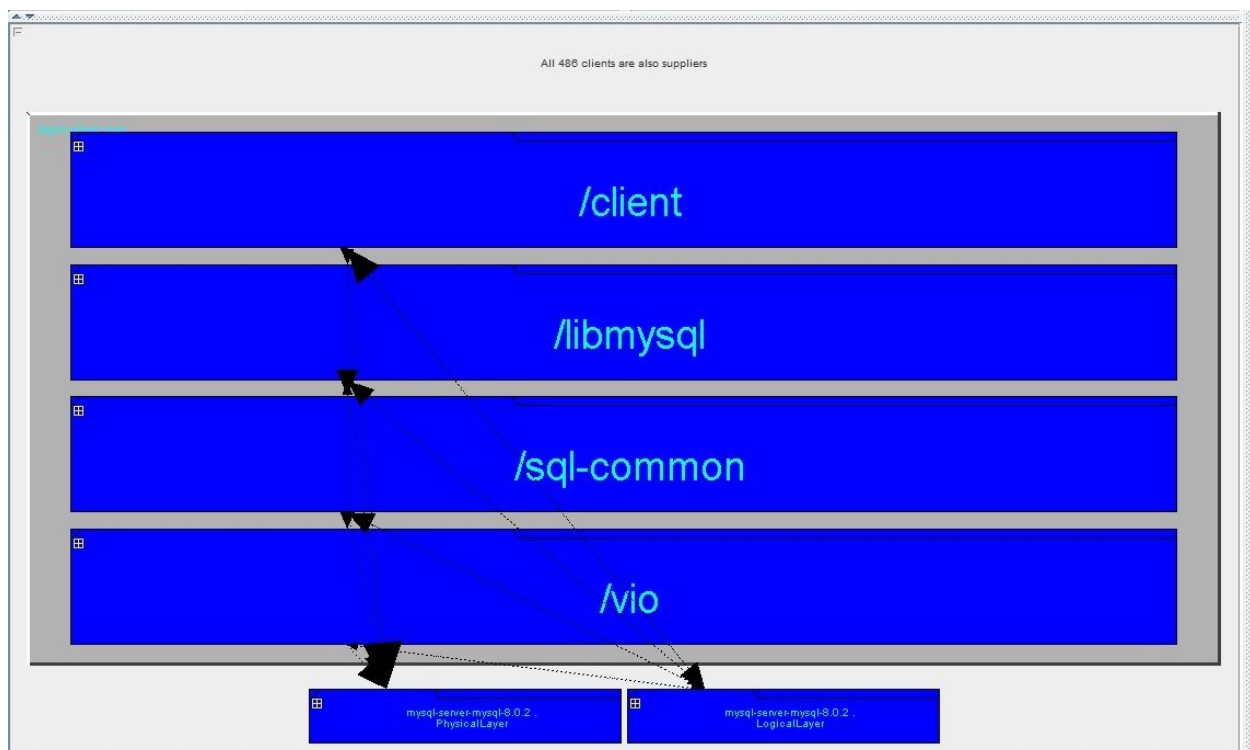 All 486 clients are also suppliers
/client
/libmysql
/sql-common
/vio
mysql-server-mysql-8.0.2 .
PhysicalLayer
mysql-server-mysql-8.0.2 .
LogicalLayer